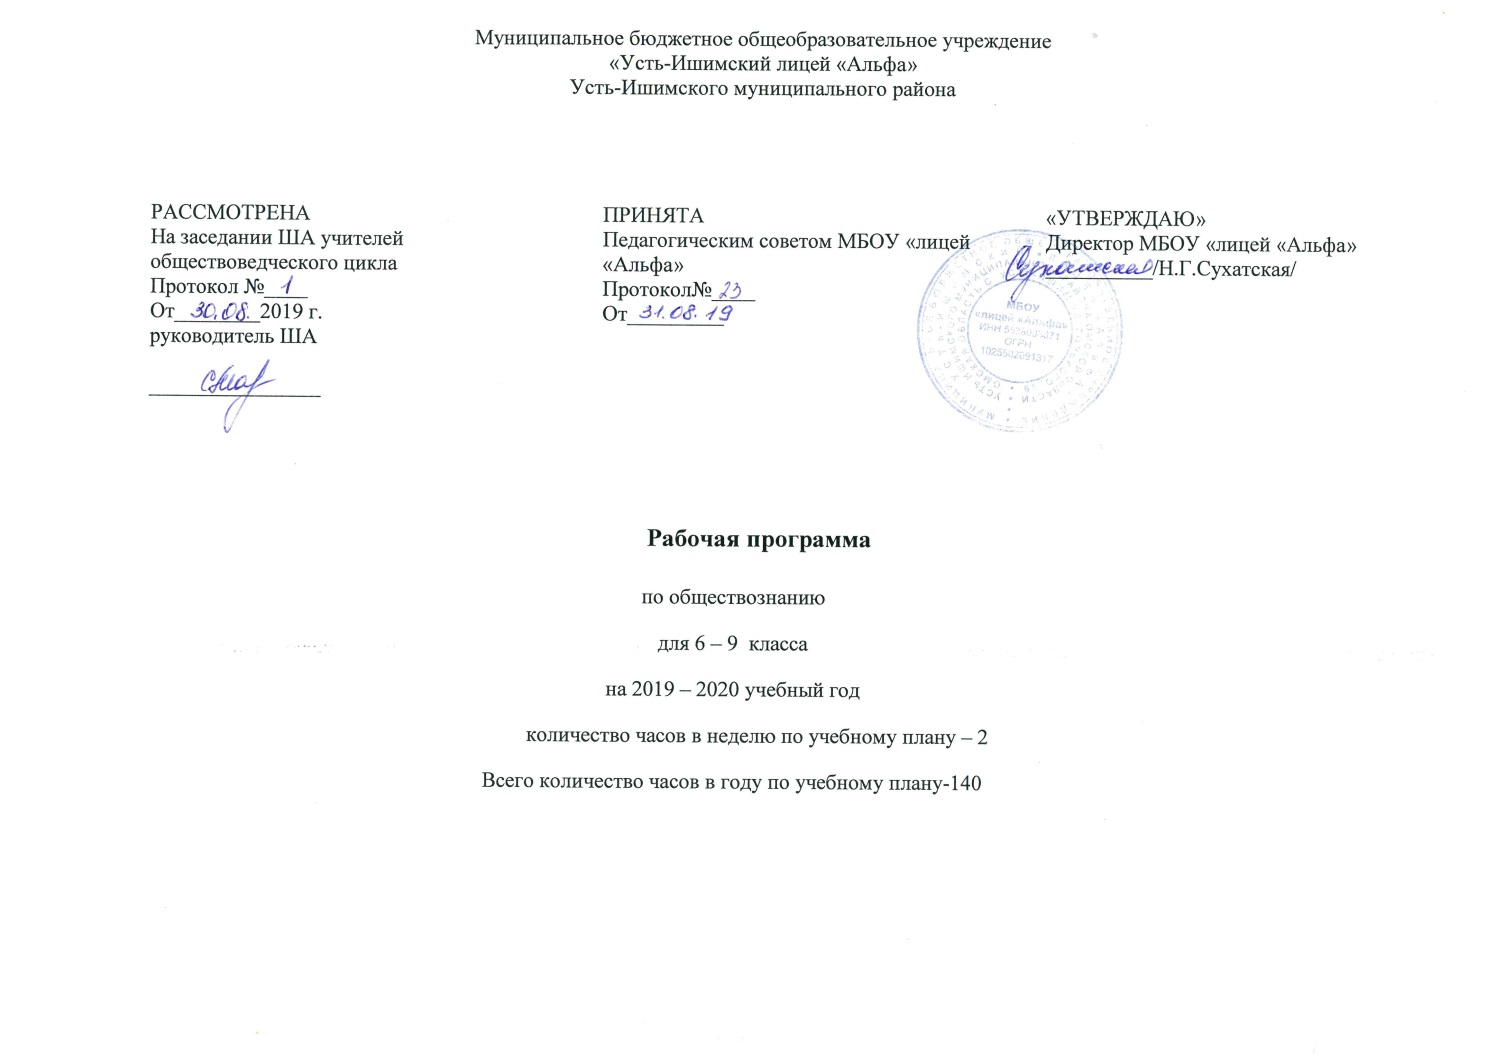 Муниципальное бюджетное общеобразовательное учреждение
«Усть-Ишимский лицей «Альфа»
Усть-Ишимского муниципального района
РАССМОТРЕНА
На заседании ША учителей
обществоведческого цикла
Протокол № 1
От 30.08. 2019 г.
руководитель ША
ПРИНЯТА
Педагогическим советом МБОУ «лицей
«Альфа»
Протокол№ 23
От 31.08.19
«УТВЕРЖДАЮ»
Директор МБОУ «лицей «Альфа»
/Н.Г.Сухатская/
МБОУ
«лицей «Альфа»
ИНН
ОГРН
Рабочая программа
по обществознанию
для 6 – 9 класса
на 2019 – 2020 учебный год
количество часов в неделю по учебному плану – 2
Всего количество часов в году по учебному плану-140